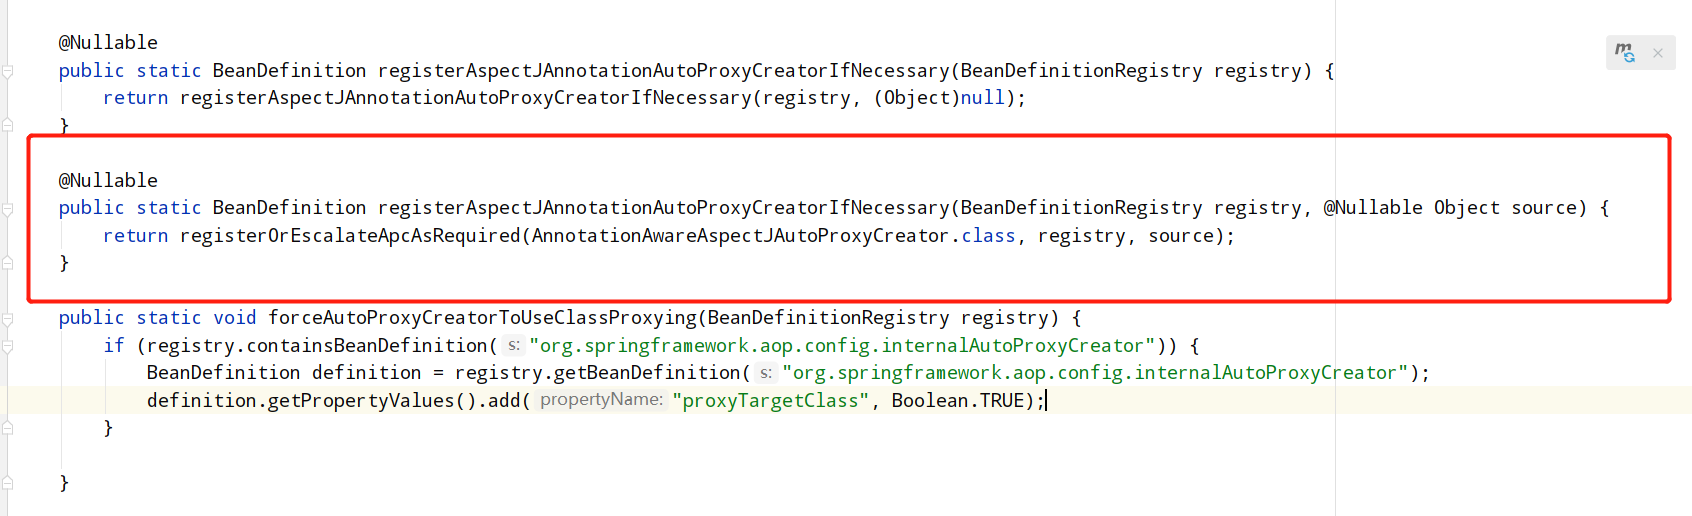 @Nullable
public static BeanDefinition registerAspectJAnnotationAutoProxyCreatorIfNecessary(BeanDefinitionRegistry registry) {
    return registerAspectJAnnotationAutoProxyCreatorIfNecessary(registry, (Object)null);
}
@Nullable
public static BeanDefinition registerAspectJAnnotationAutoProxyCreatorIfNecessary(BeanDefinitionRegistry registry, @Nullable Object source) {
    return registerOrEscalateApcAsRequired(AnnotationAwareAspectJAutoProxyCreator.class, registry, source);
}
public static void forceAutoProxyCreatorToUseClassProxying(BeanDefinitionRegistry registry) {
    if (registry.containsBeanDefinition( s: "org.springframework.aop.config.internalAutoProxyCreator")) {
        BeanDefinition definition = registry.getBeanDefinition( s: "org.springframework.aop.config.internalAutoProxyCreator");
        definition.getPropertyValues().add( propertyName: "proxyTargetClass", Boolean.TRUE);
    }
}